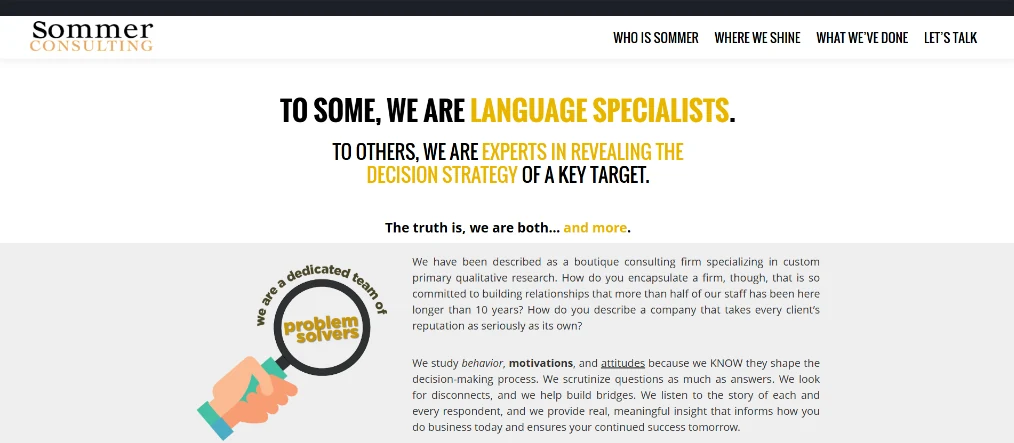 Sommer
CONSULTING
WHO IS SOMMER
WHERE WE SHINE
WHAT WE'VE DONE
LET'S TALK
TO SOME, WE ARE LANGUAGE SPECIALISTS.
TO OTHERS, WE ARE EXPERTS IN REVEALING THE
DECISION STRATEGY OF A KEY TARGET.
The truth is, we are both... and more.
we are a dedicated team of
problem
solvers
We have been described as a boutique consulting firm specializing in custom
primary qualitative research. How do you encapsulate a firm, though, that is so
committed to building relationships that more than half of our staff has been here
longer than 10 years? How do you describe a company that takes every client's
reputation as seriously as its own?
We study behavior, motivations, and attitudes because we KNOW they shape the
decision-making process. We scrutinize questions as much as answers. We look
for disconnects, and we help build bridges. We listen to the story of each and
every respondent, and we provide real, meaningful insight that informs how you
do business today and ensures your continued success tomorrow.